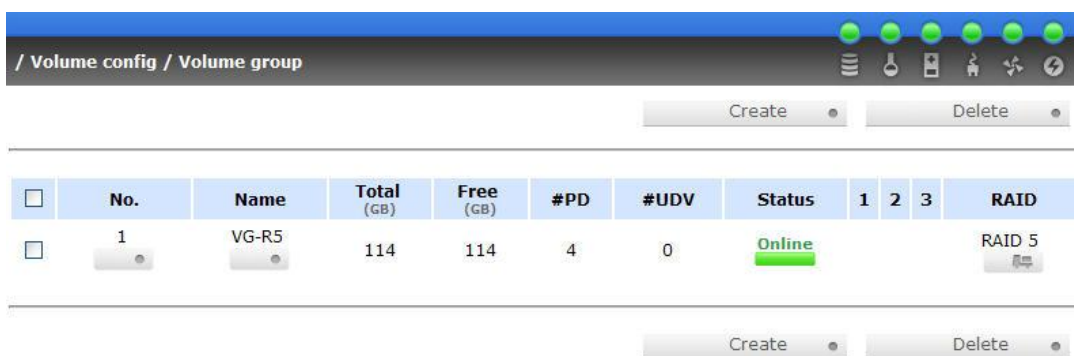 / Volume config / Volume group
Create Delete
No. Name Total (GB) Free (GB) #PD #UDV Status 1 2 3 RAID
1 VG-R5 114 114 4 0 Online RAID 5
Create Delete